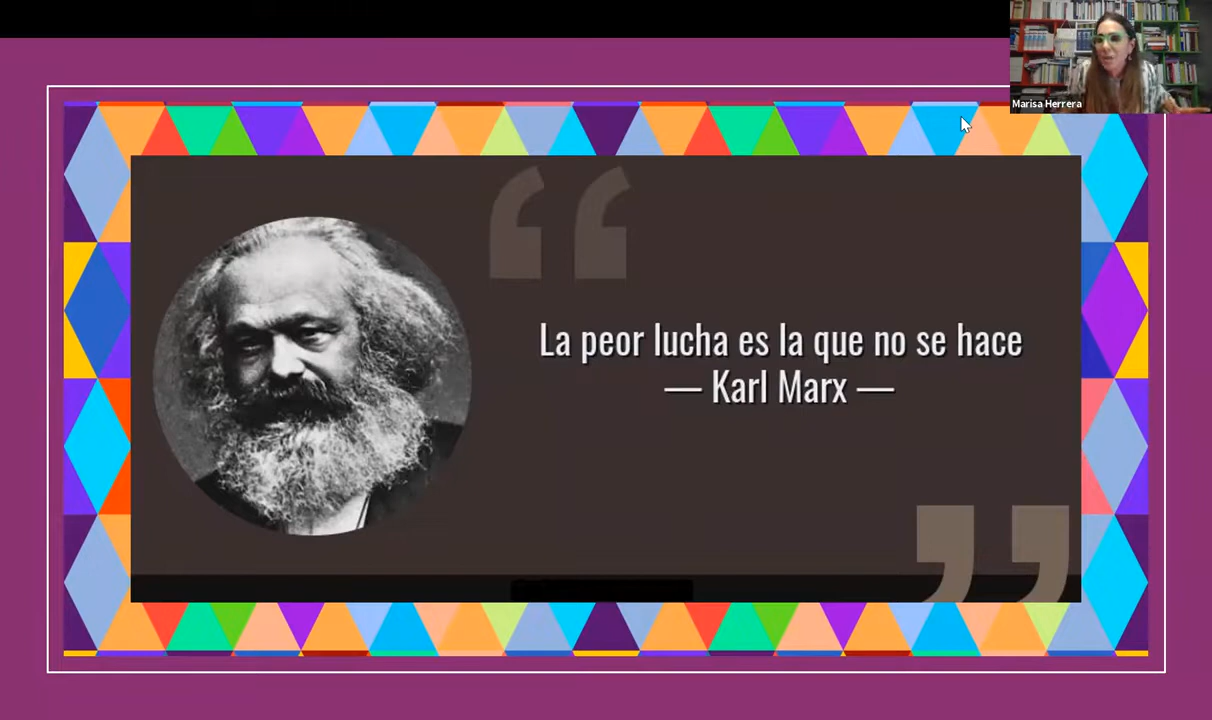 Marisa Herrera
La peor lucha es la que no se hace
— Karl Marx —